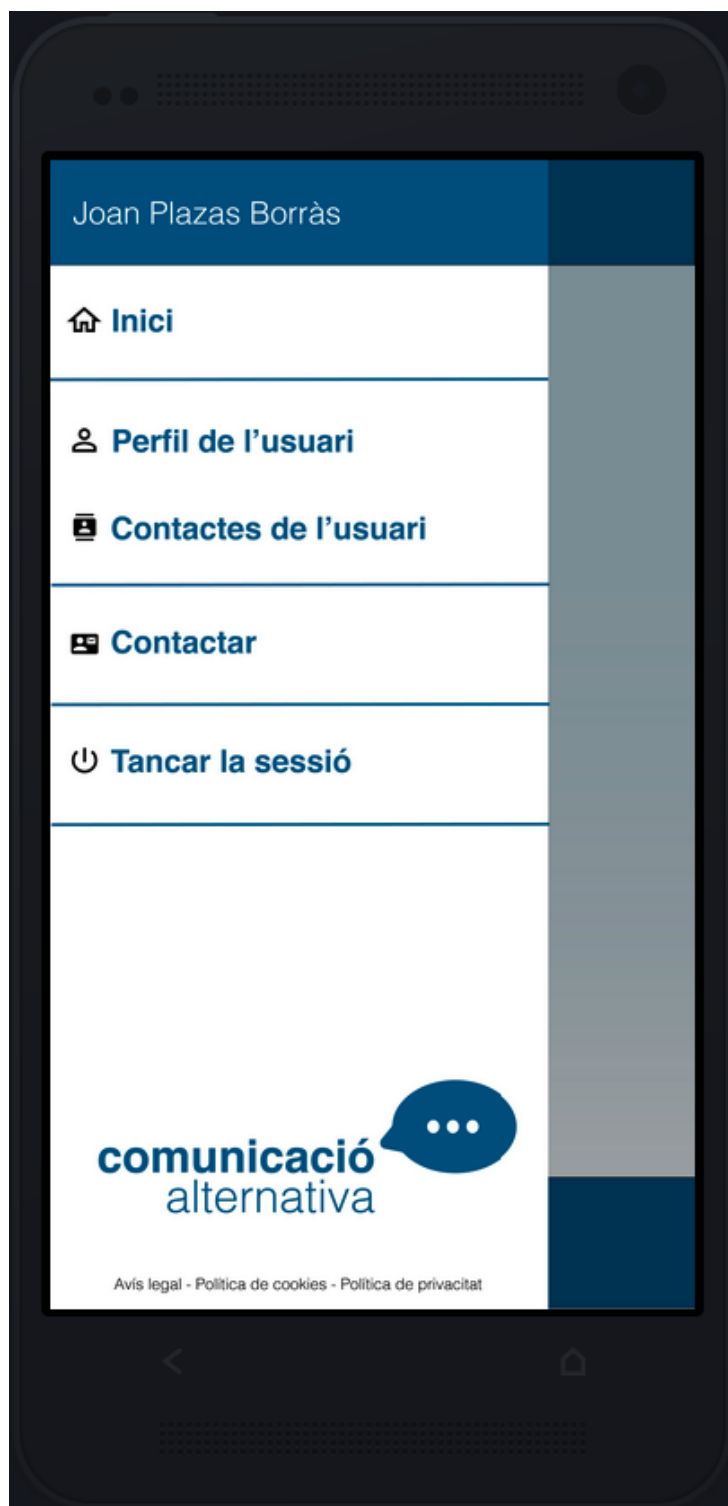 Joan Plazas Borràs
Inici
Perfil de l’usuari
Contactes de l’usuari
Contactar
Tancar la sessió
comunicació
alternativa
Avís legal - Política de cookies - Política de privacitat